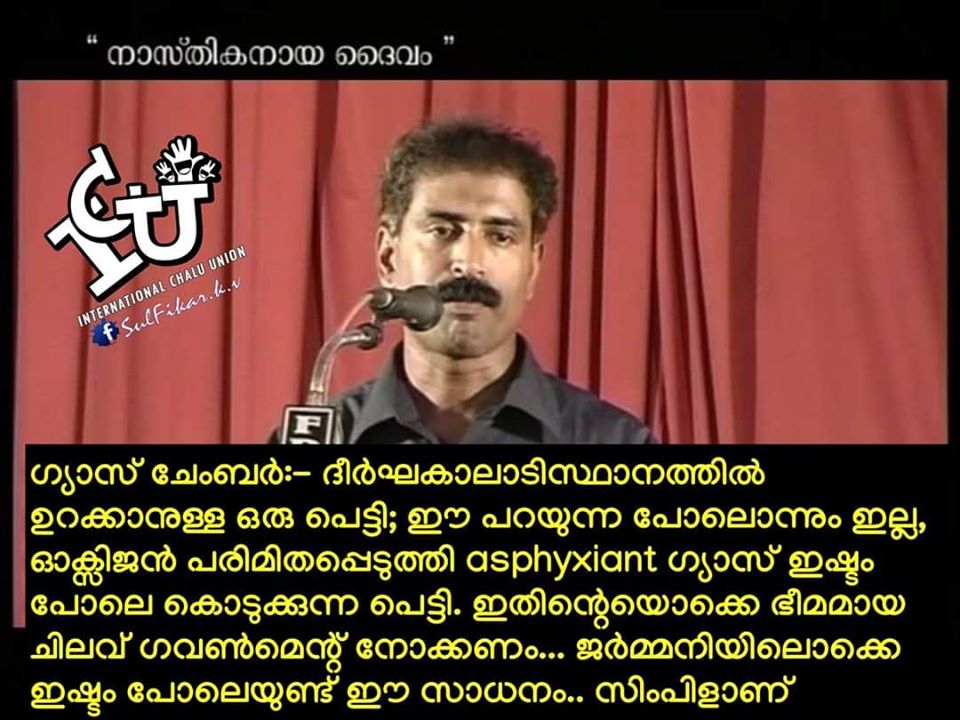 “ നാസ്തികനായ ദൈവം ”
ICU
INTERNATIONAL CHALU UNION
f SulFikar.k.v
ഗ്യാസ് ചേംബർഃ– ദീർഘകാലാടിസ്ഥാനത്തിൽ
ഉറക്കാനുള്ള ഒരു പെട്ടി; ഈ പറയുന്ന പോലൊന്നും ഇല്ല,
ഓക്സിജൻ പരിമിതപ്പെടുത്തി asphyxiant ഗ്യാസ് ഇഷ്ടം
പോലെ കൊടുക്കുന്ന പെട്ടി. ഇതിന്റെയൊക്കെ ഭീമമായ
ചിലവ് ഗവൺമെന്റ് നോക്കണം... ജർമ്മനിയിലൊക്കെ
ഇഷ്ടം പോലെയുണ്ട് ഈ സാധനം.. സിംപിളാണ്